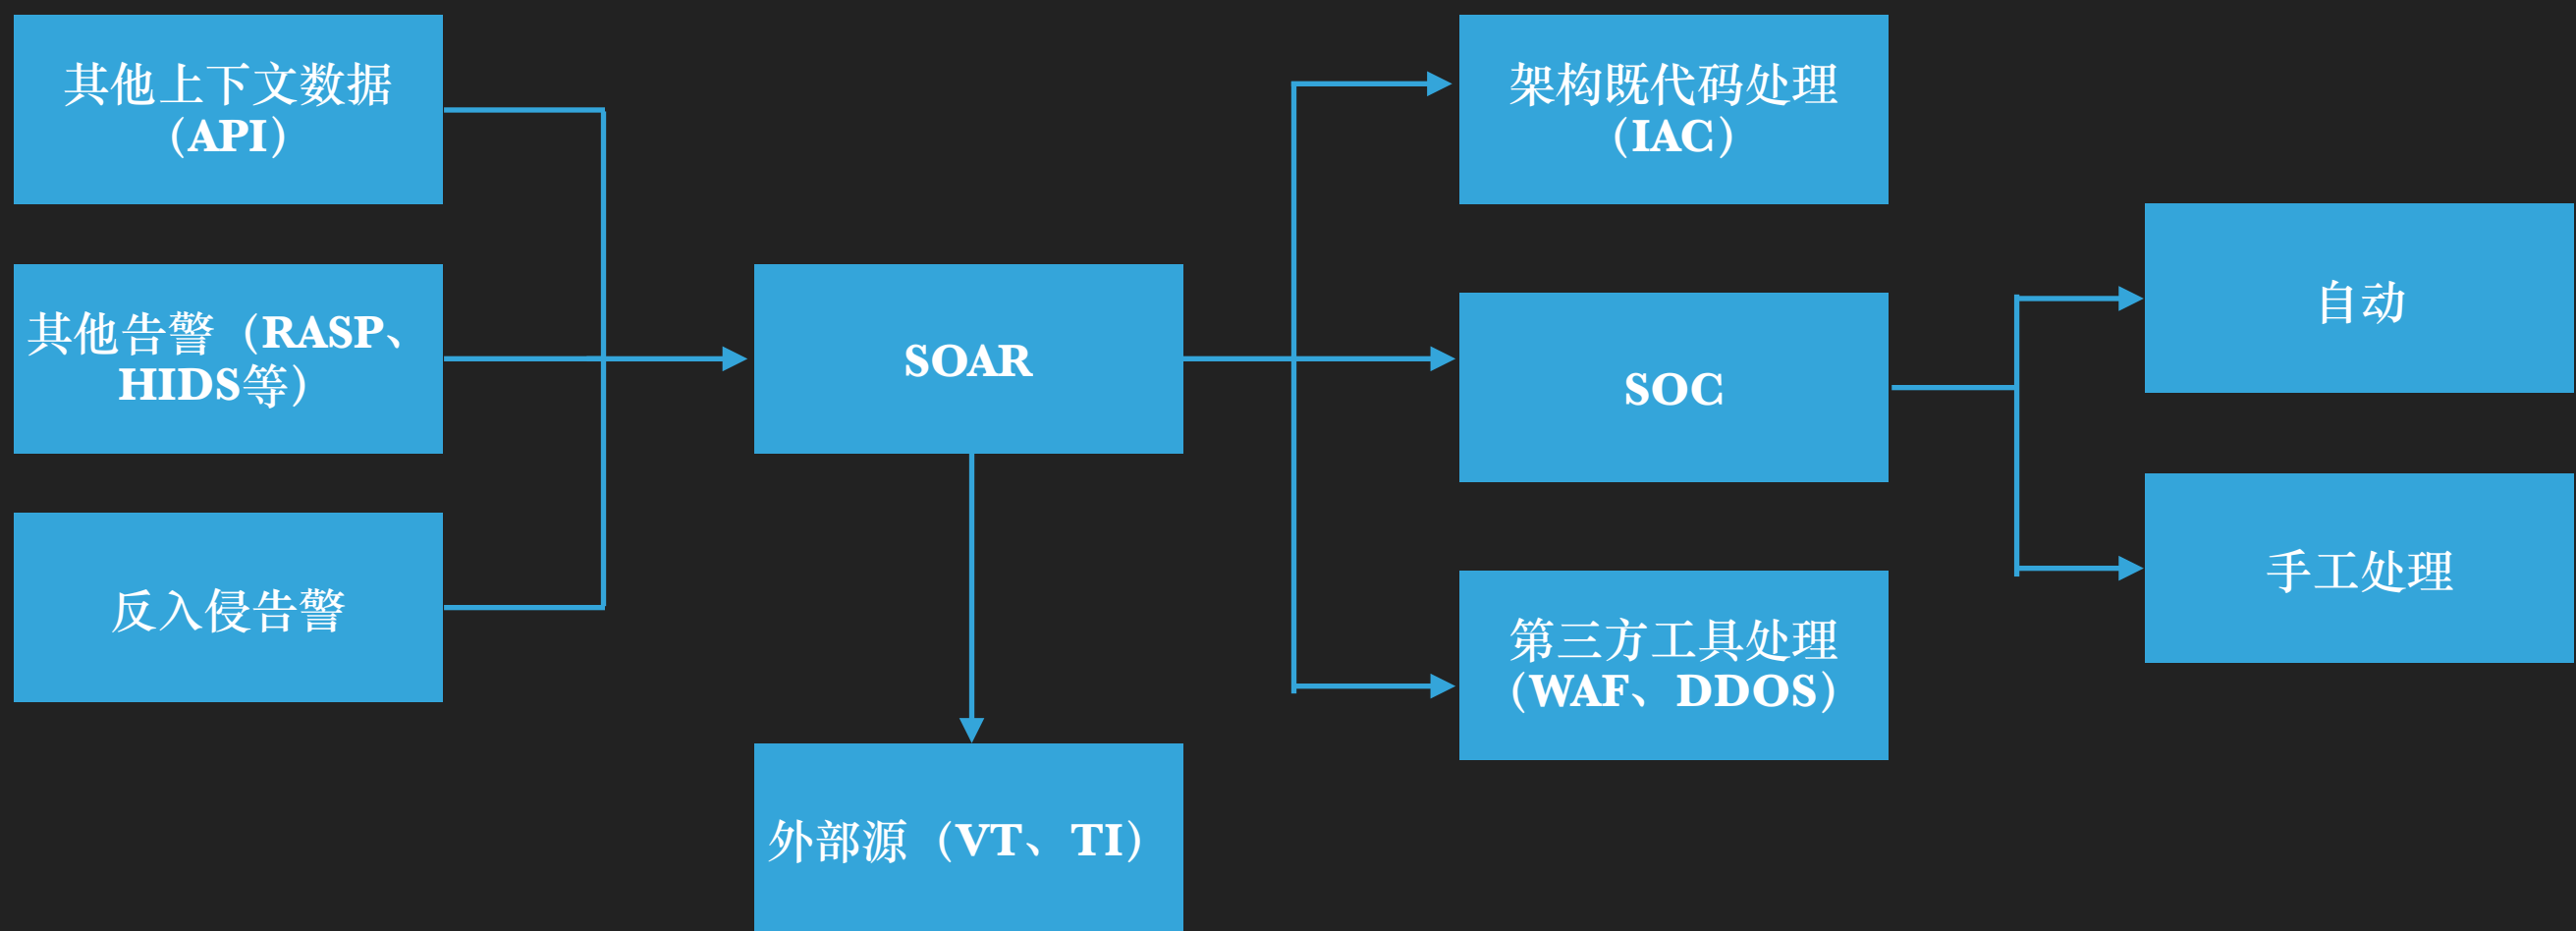 其他上下文数据
（API）
其他告警（RASP、
HIDS等）
反入侵告警
SOAR
外部源（VT、TI）
架构既代码处理
（IAC）
SOC
第三方工具处理
（WAF、DDOS）
自动
手工处理